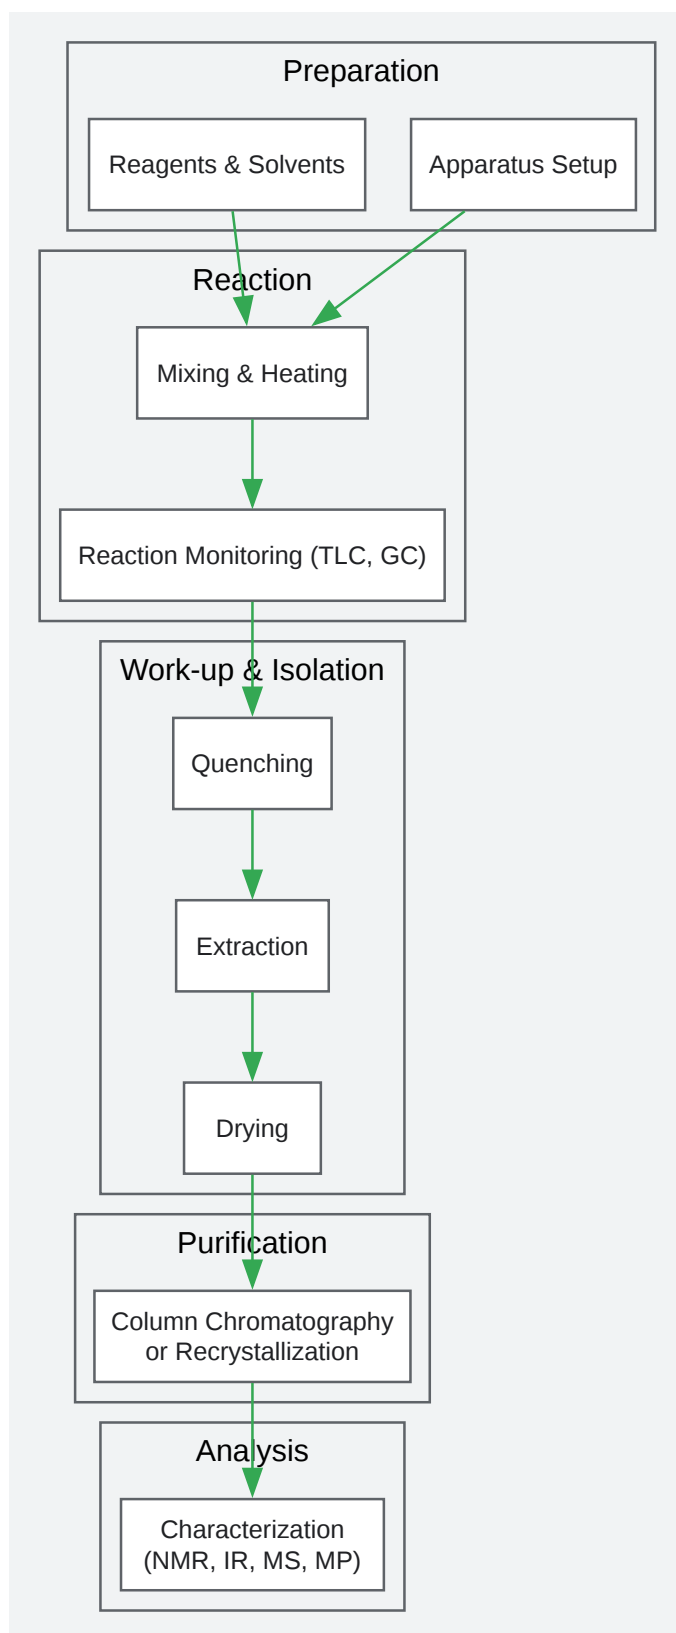 Preparation
Reagents & Solvents
Apparatus Setup
Reaction
Mixing & Heating
Reaction Monitoring (TLC, GC)
Work-up & Isolation
Quenching
Extraction
Drying
Purification
Column Chromatography
or Recrystallization
Analysis
Characterization
(NMR, IR, MS, MP)